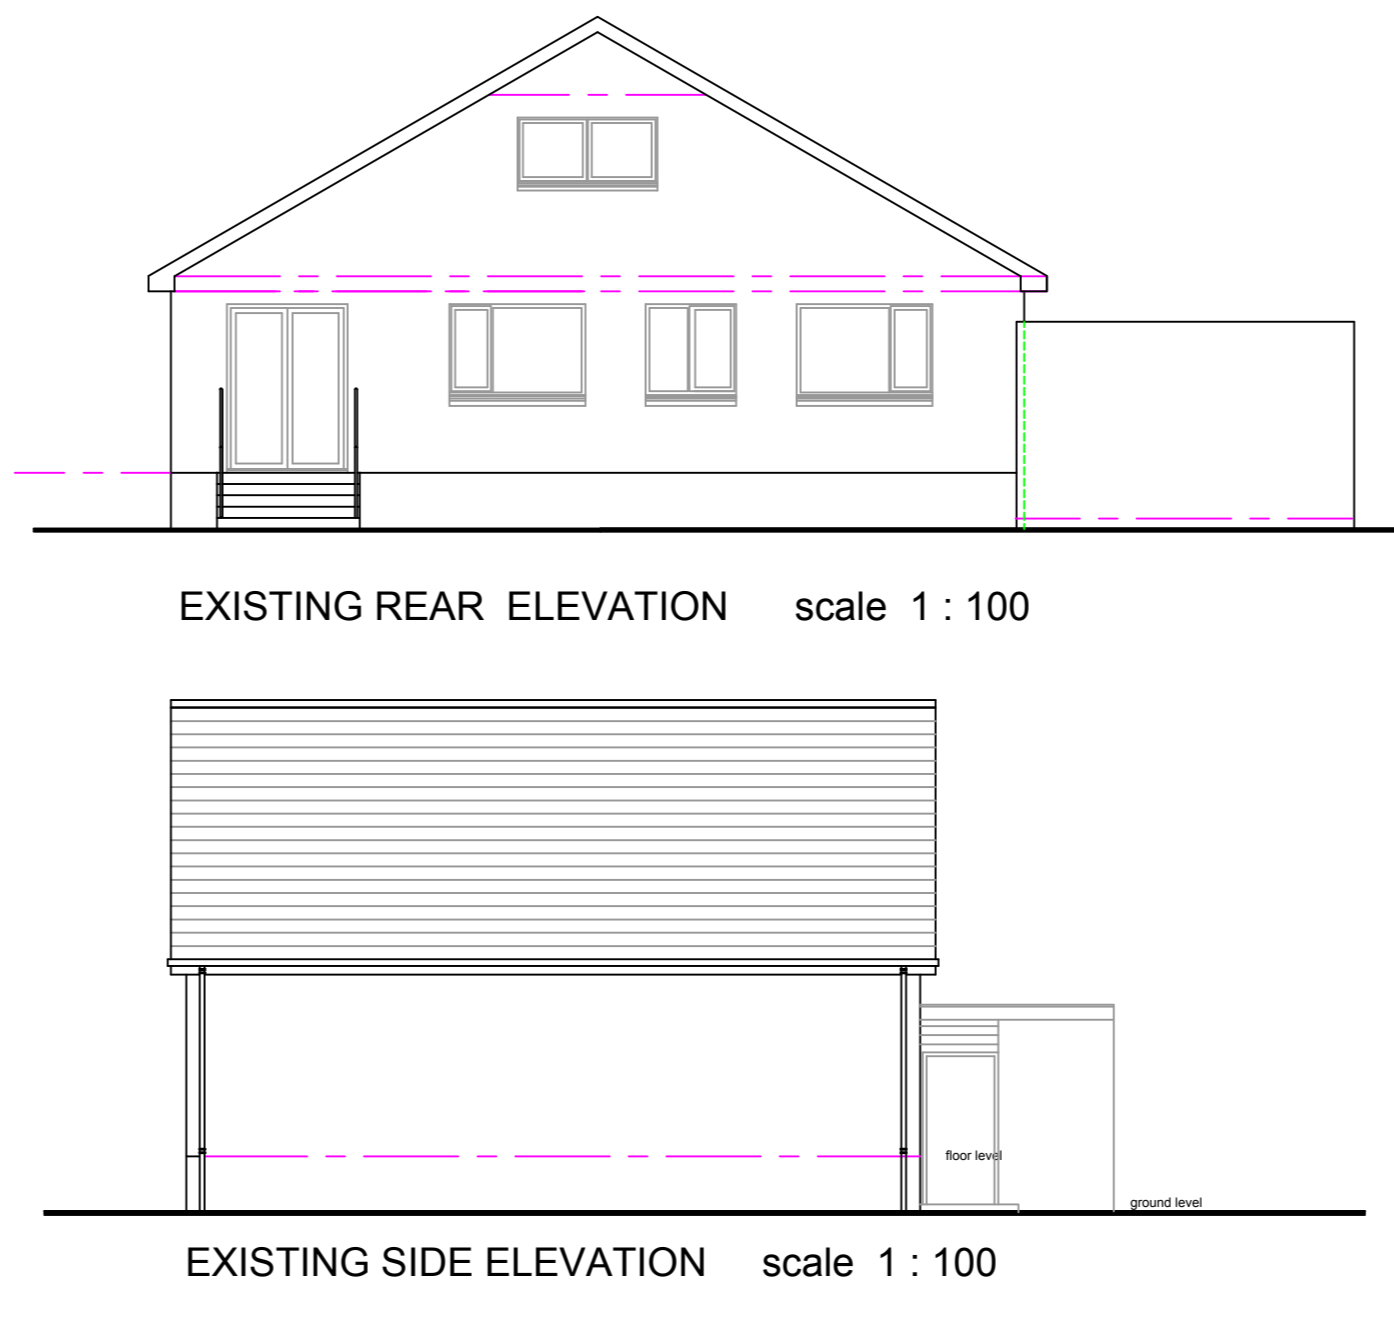 EXISTING REAR ELEVATION scale 1 : 100
floor level
ground level
EXISTING SIDE ELEVATION scale 1 : 100